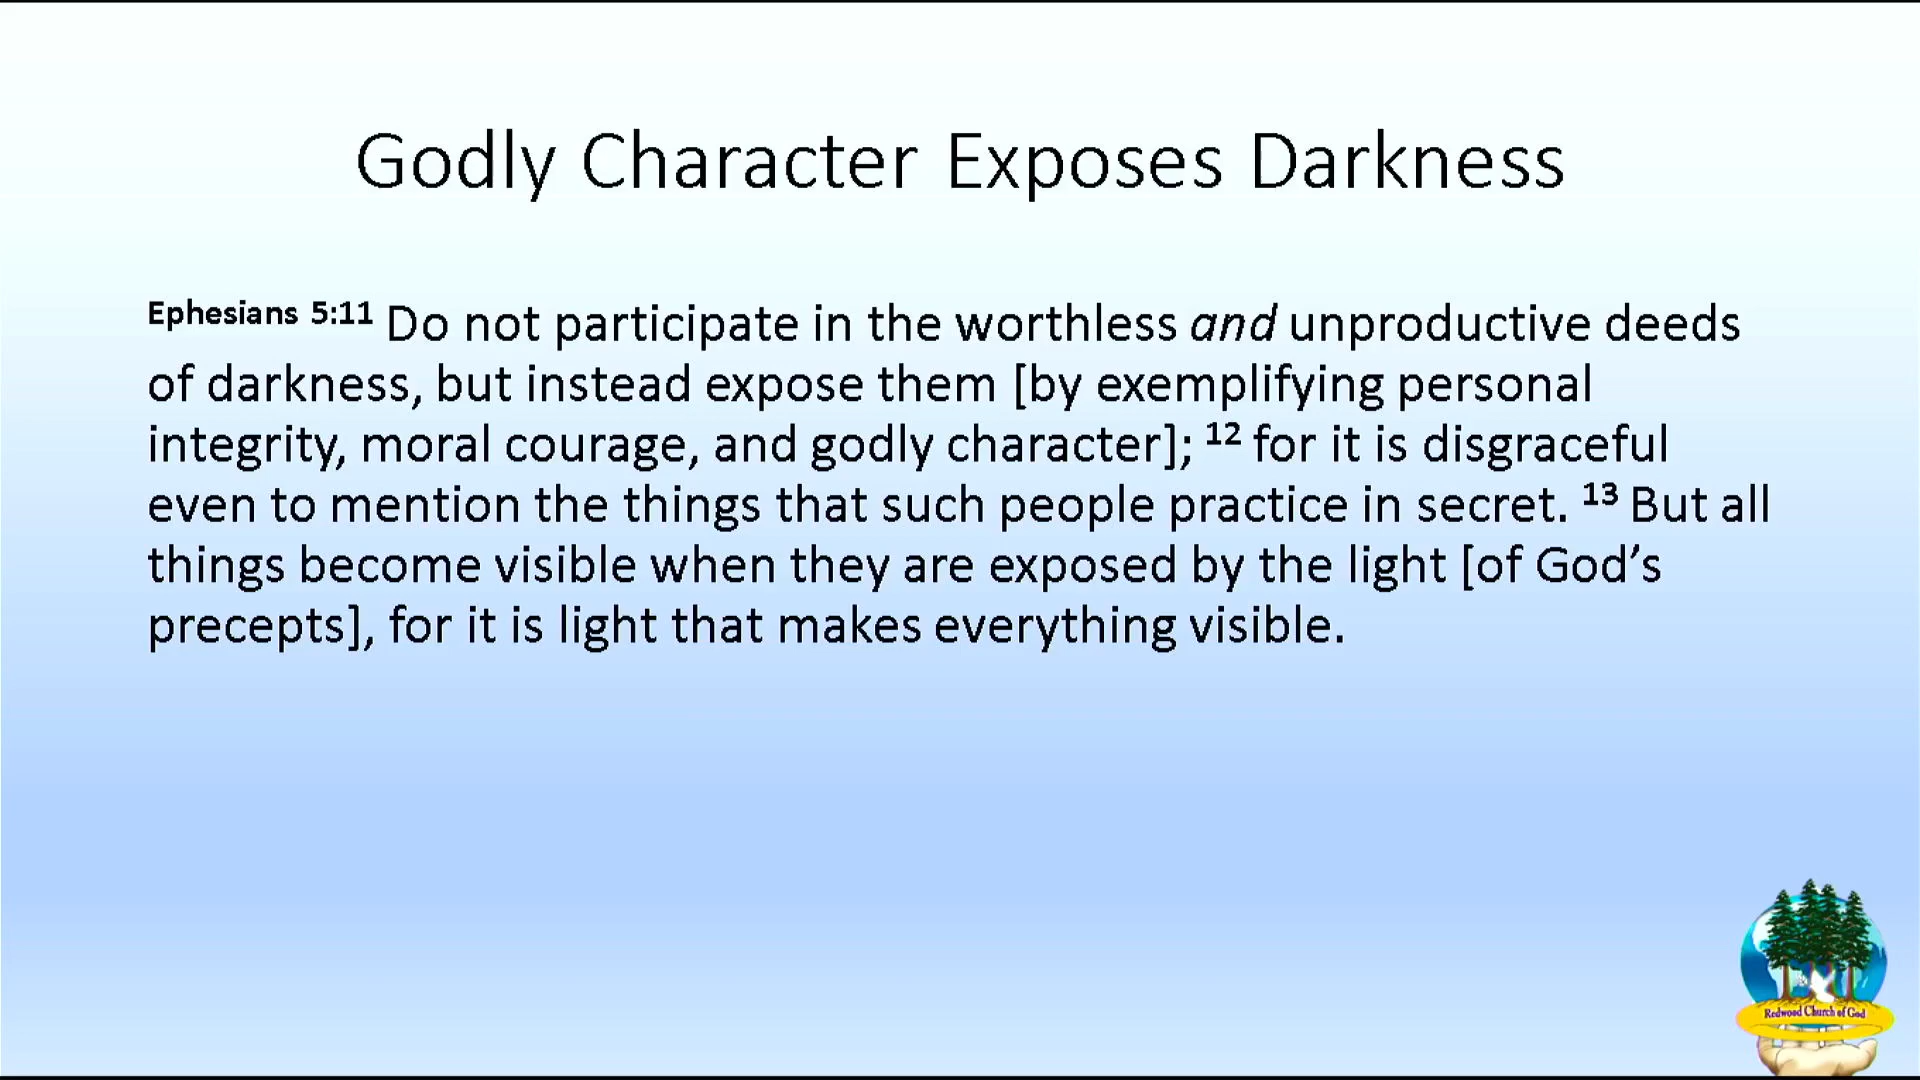 Godly Character Exposes Darkness
Ephesians 5:11 Do not participate in the worthless and unproductive deeds
of darkness, but instead expose them [by exemplifying personal
integrity, moral courage, and godly character]; 12 for it is disgraceful
even to mention the things that such people practice in secret. 13 But all
things become visible when they are exposed by the light [of God’s
precepts], for it is light that makes everything visible.
Redwood Church of God